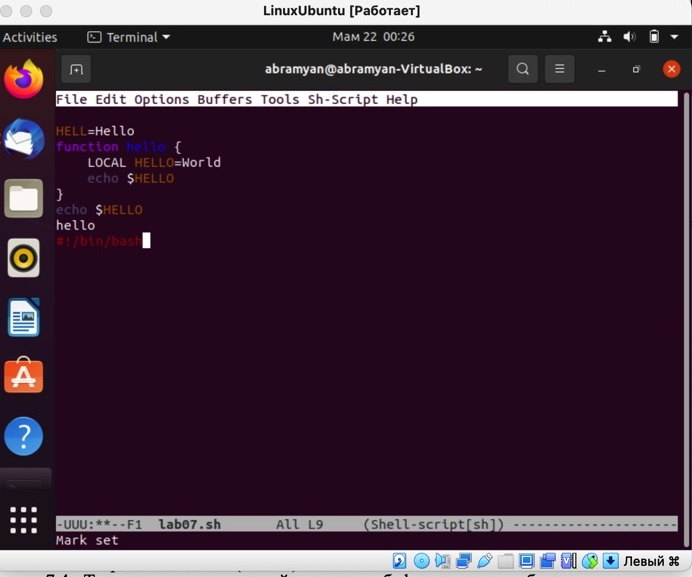 LinuxUbuntu [Работает]
Activities Terminal Мам 22 00:26
abramyan@abramyan-VirtualBox: ~
File Edit Options Buffers Tools Sh-Script Help
HELL=Hello
function hello {
LOCAL HELLO=World
echo $HELLO
}
echo $HELLO
hello
#!/bin/bash
-UUU:**--F1 lab07.sh All L9 (Shell-script[sh]) ---------------------
Mark set
Левый ⌘